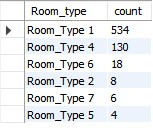 Room_type count
Room_Type 1 534
Room_Type 4 130
Room_Type 6 18
Room_Type 2 8
Room_Type 7 6
Room_Type 5 4